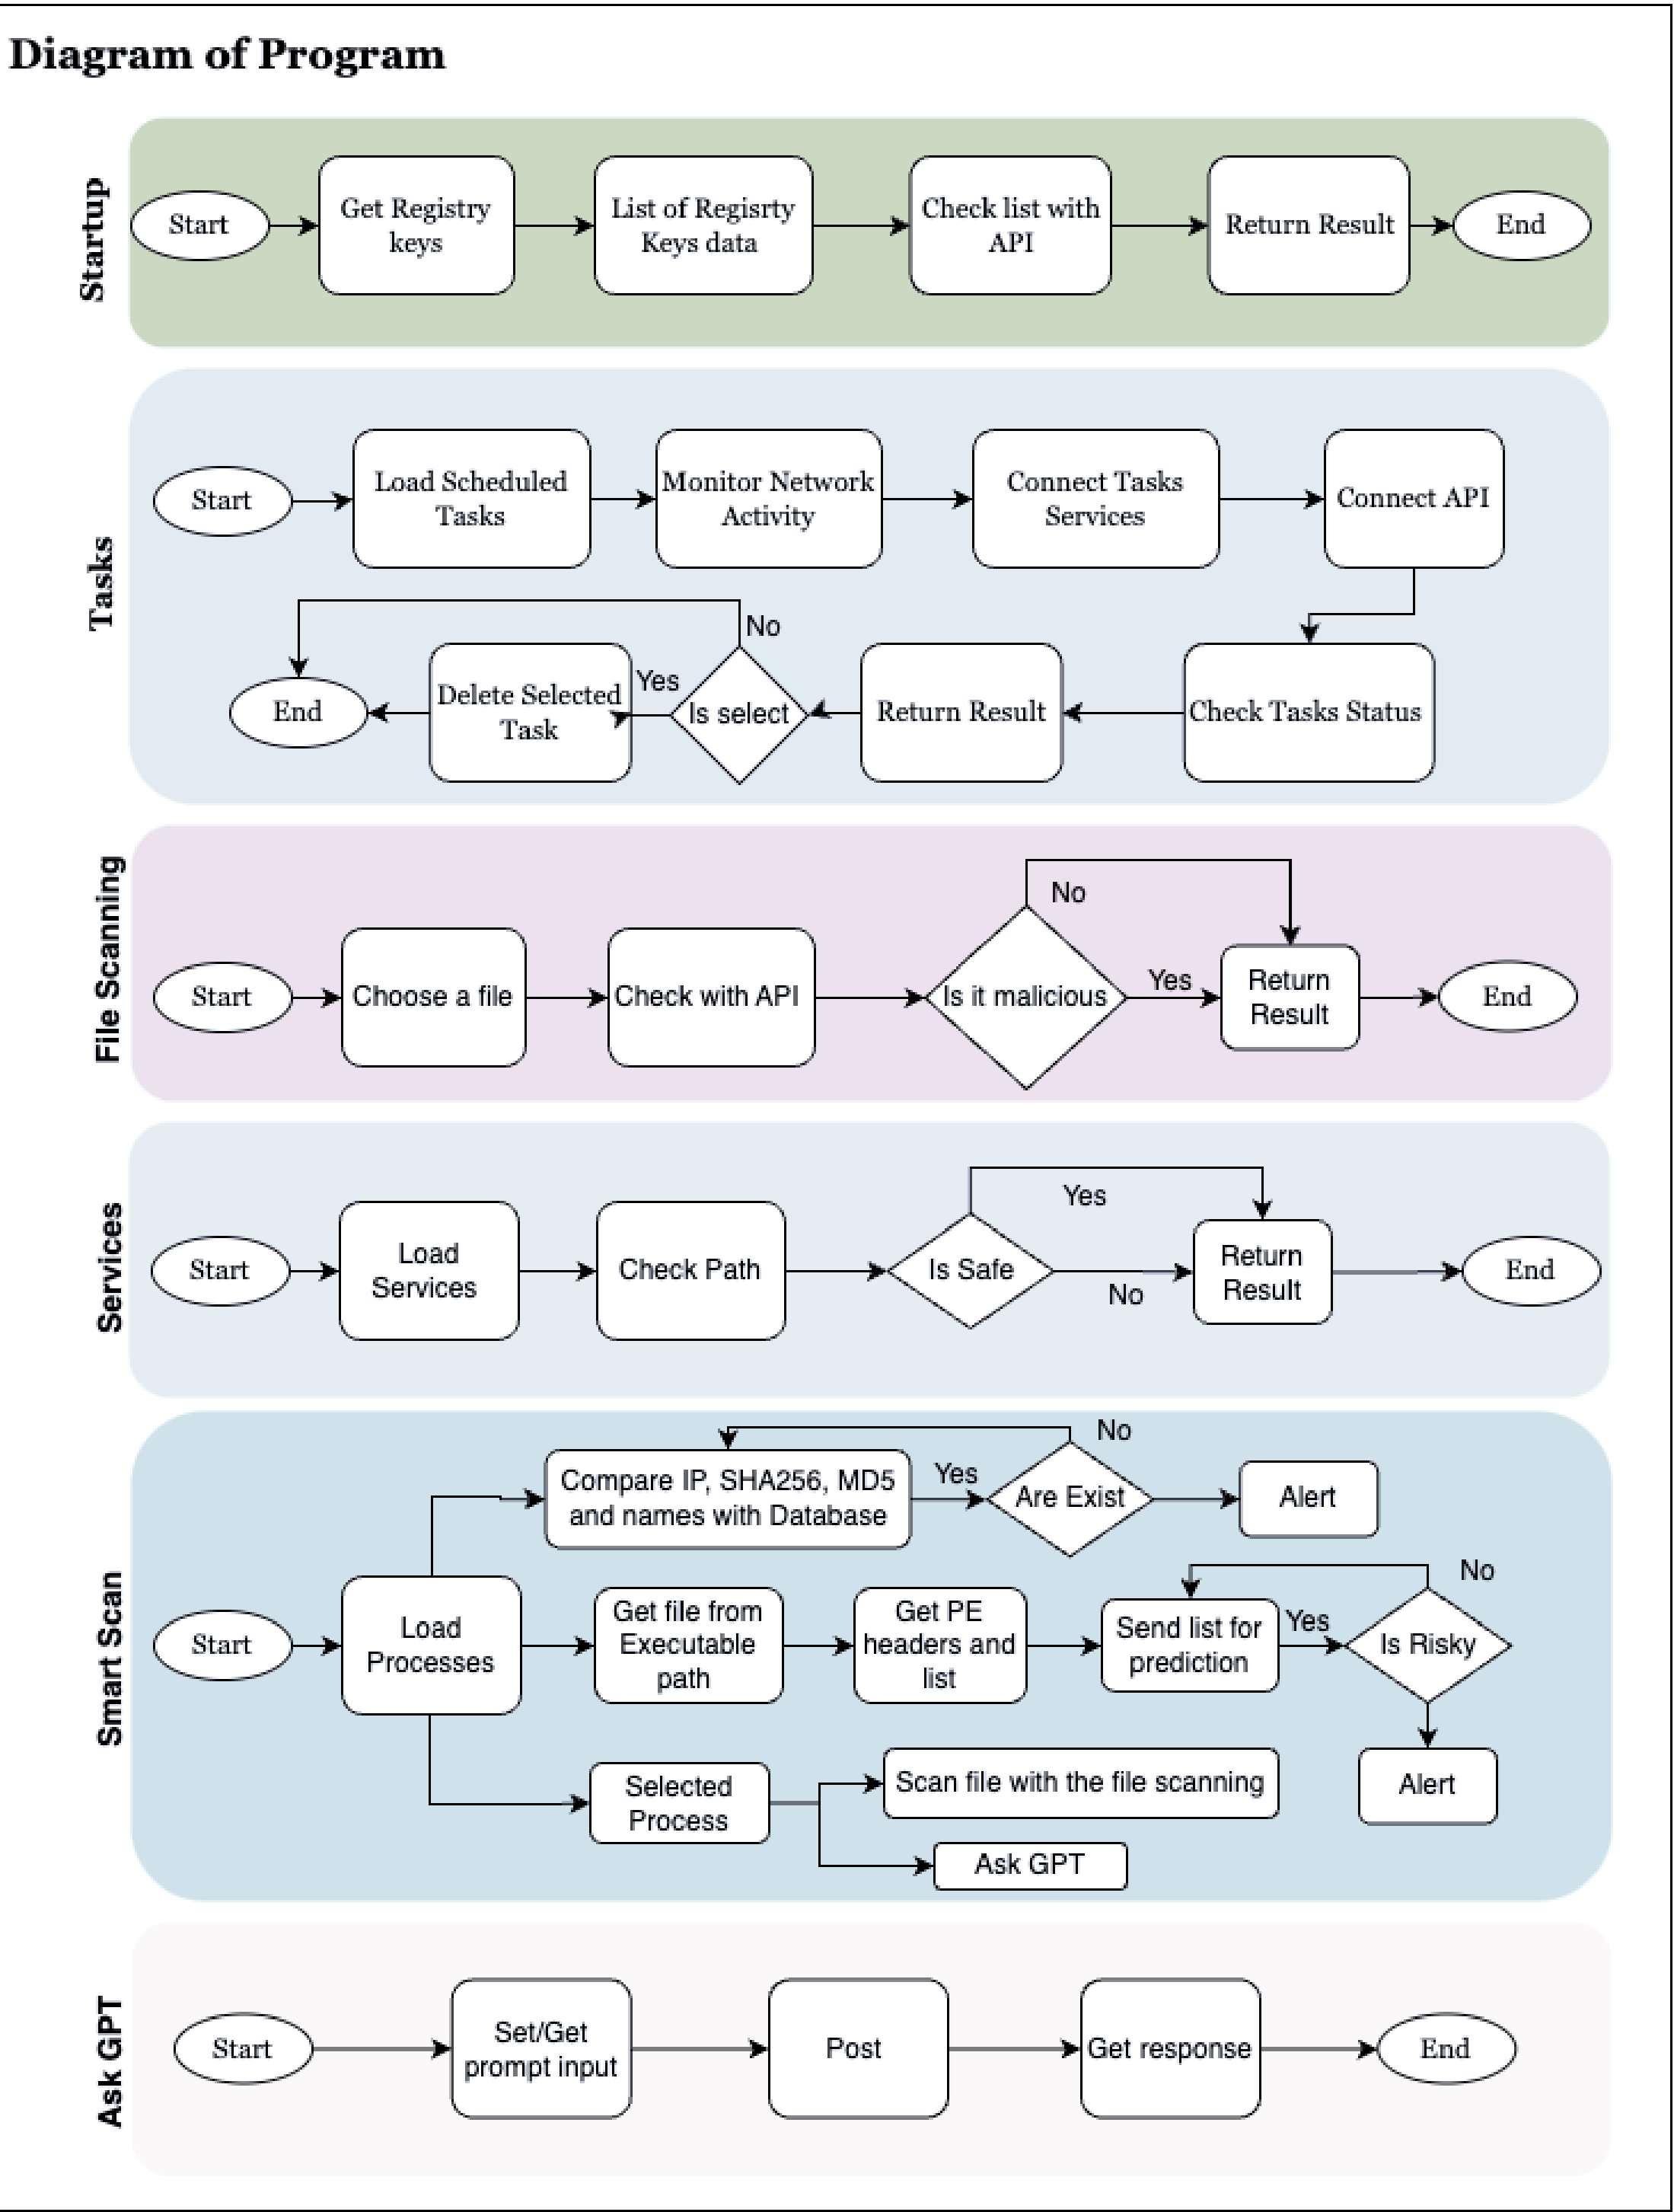 Diagram of Program
Startup
Start
Get Registry
keys
List of Regisrty
Keys data
Check list with
API
Return Result
End
Tasks
Start
Load Scheduled
Tasks
Monitor Network
Activity
Connect Tasks
Services
Connect API
Check Tasks Status
Return Result
Is select
No
Yes
Delete Selected
Task
End
File Scanning
Start
Choose a file
Check with API
Is it malicious
No
Yes
Return
Result
End
Services
Start
Load
Services
Check Path
Is Safe
Yes
No
Return
Result
End
Smart Scan
Start
Load
Processes
Compare IP, SHA256, MD5
and names with Database
Yes
Are Exist
No
Alert
Get file from
Executable
path
Get PE
headers and
list
Send list for
prediction
Yes
Is Risky
No
Alert
Selected
Process
Scan file with the file scanning
Ask GPT
Ask GPT
Start
Set/Get
prompt input
Post
Get response
End